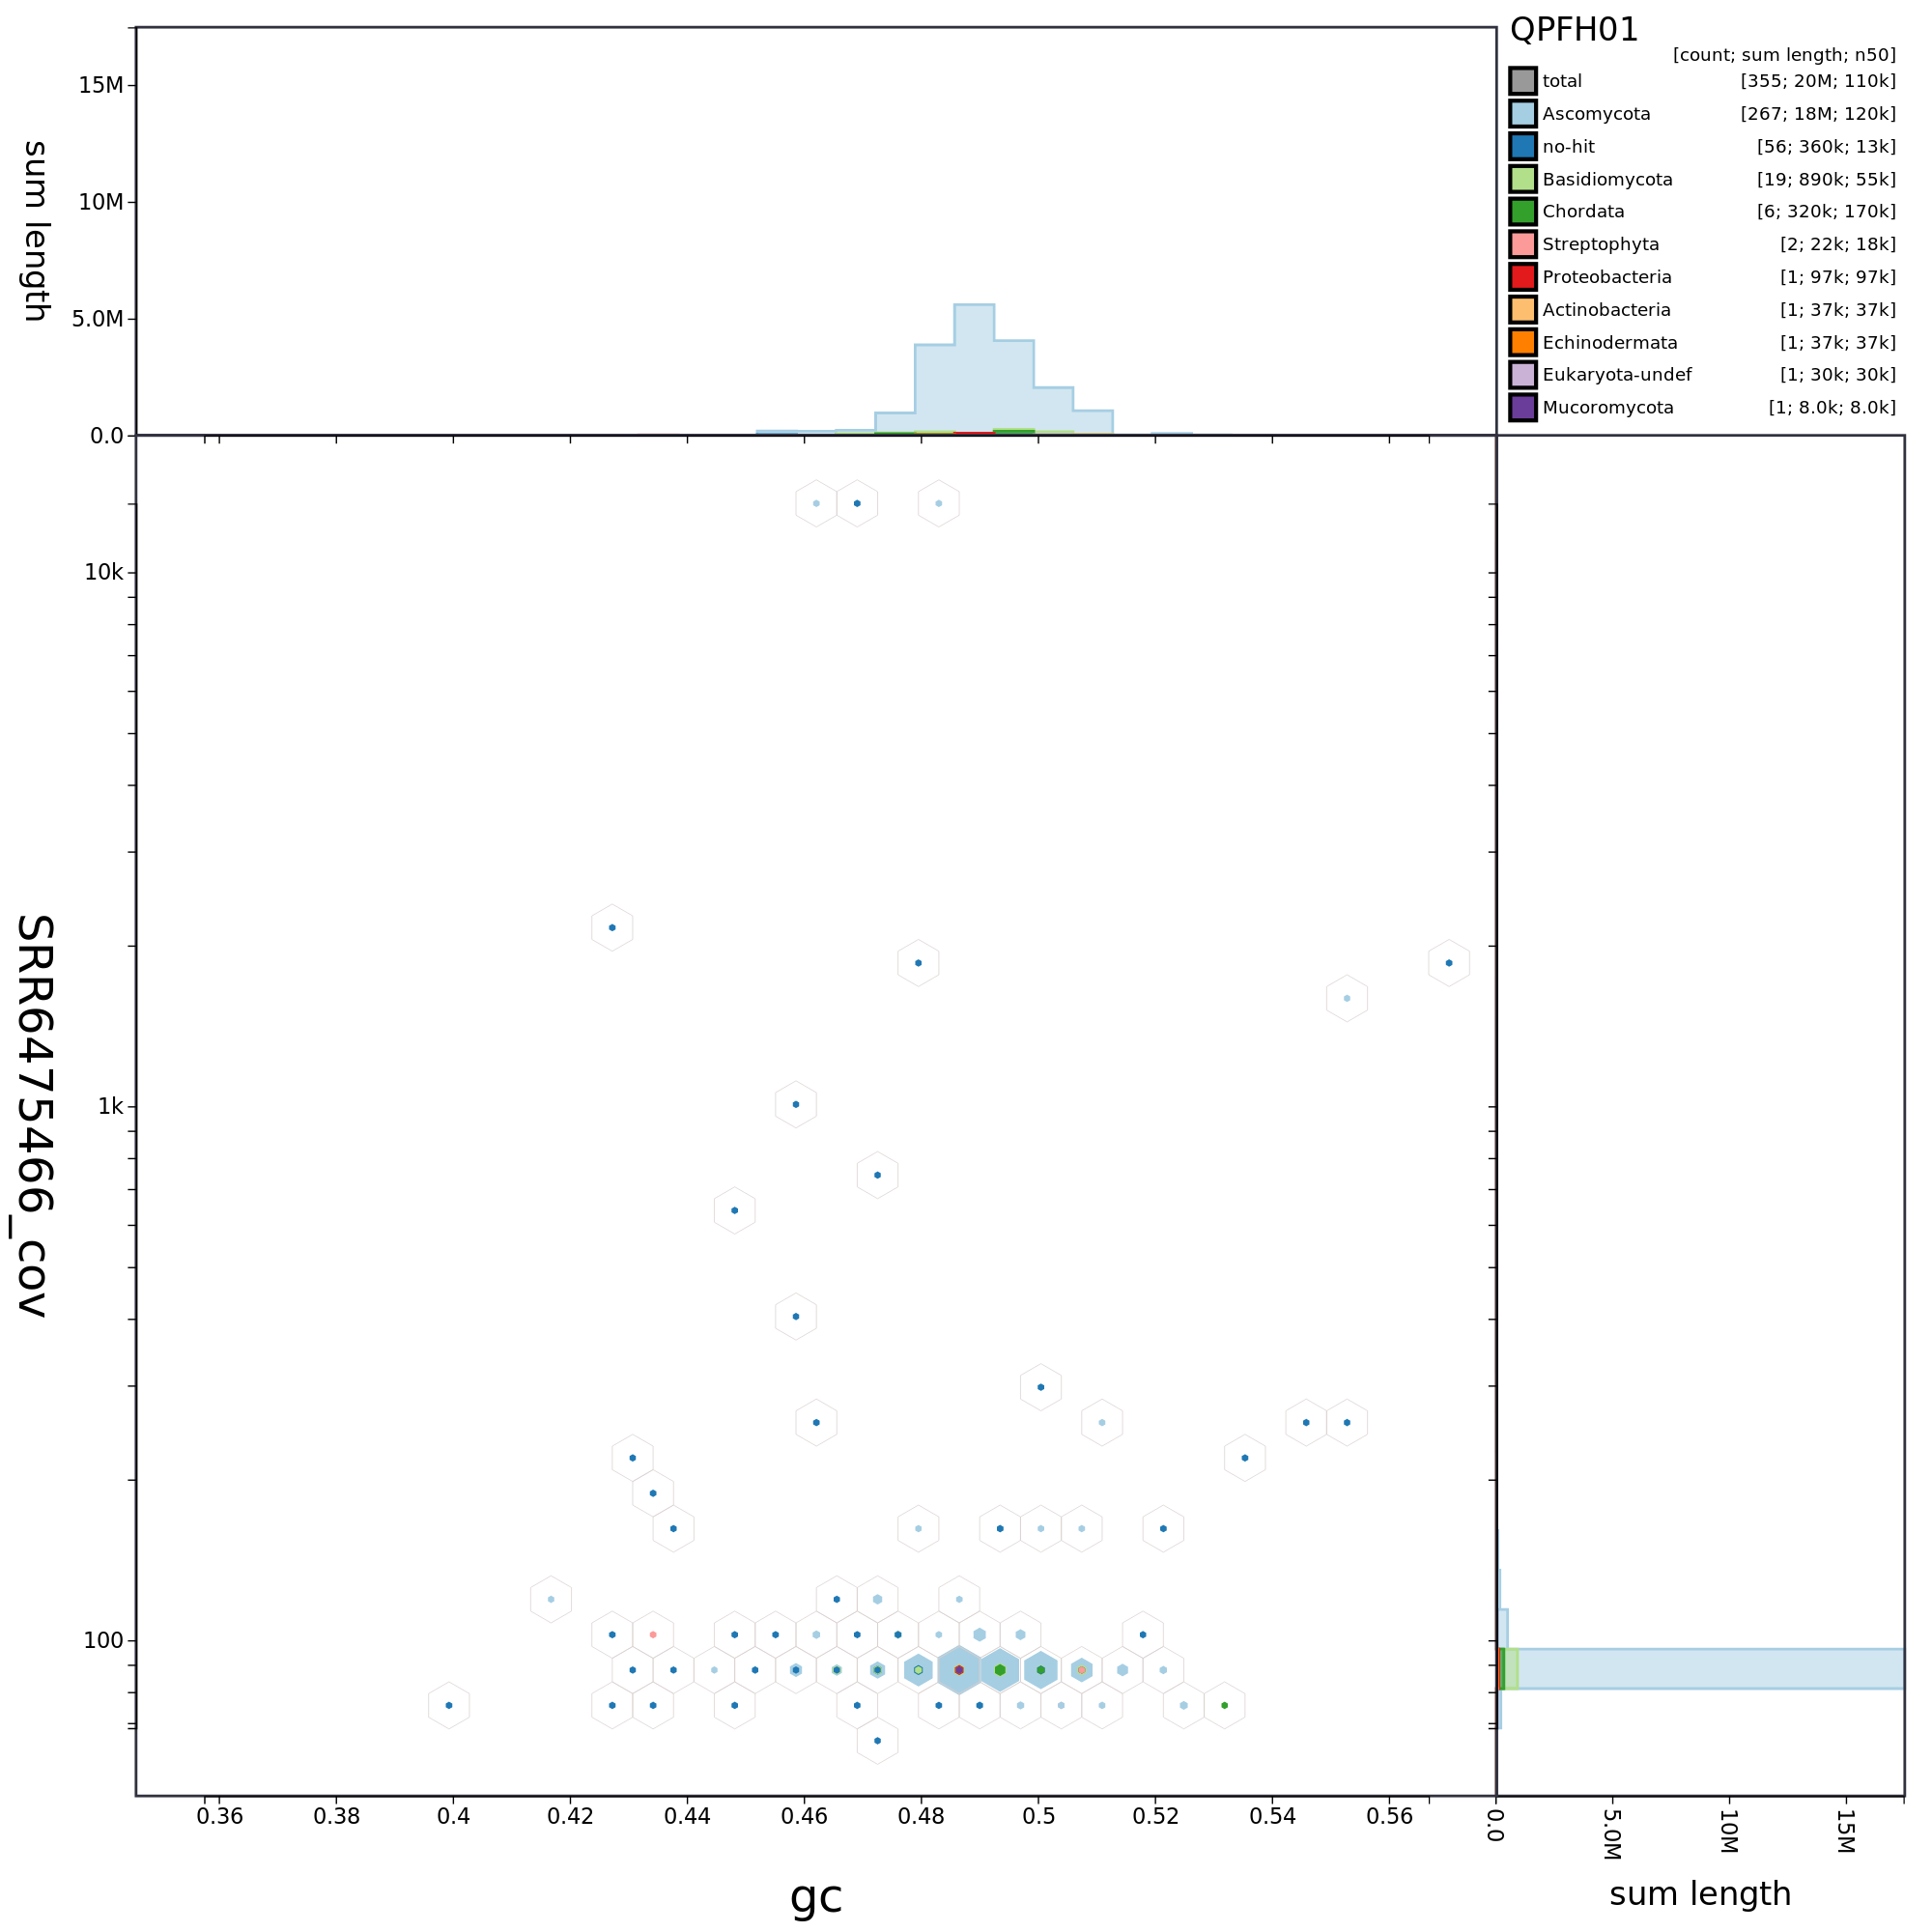 QPFH01
[count; sum length; n50]
total [355; 20M; 110k]
Ascomycota [267; 18M; 120k]
no-hit [56; 360k; 13k]
Basidiomycota [19; 890k; 55k]
Chordata [6; 320k; 170k]
Streptophyta [2; 22k; 18k]
Proteobacteria [1; 97k; 97k]
Actinobacteria [1; 37k; 37k]
Echinodermata [1; 37k; 37k]
Eukaryota-undef [1; 30k; 30k]
Mucoromycota [1; 8.0k; 8.0k]
sum length
15M
10M
5.0M
0.0
SRR6475466_cov
10k
1k
100
0.36 0.38 0.4 0.42 0.44 0.46 0.48 0.5 0.52 0.54 0.56
gc
0.0 5.0M 10M 15M
sum length